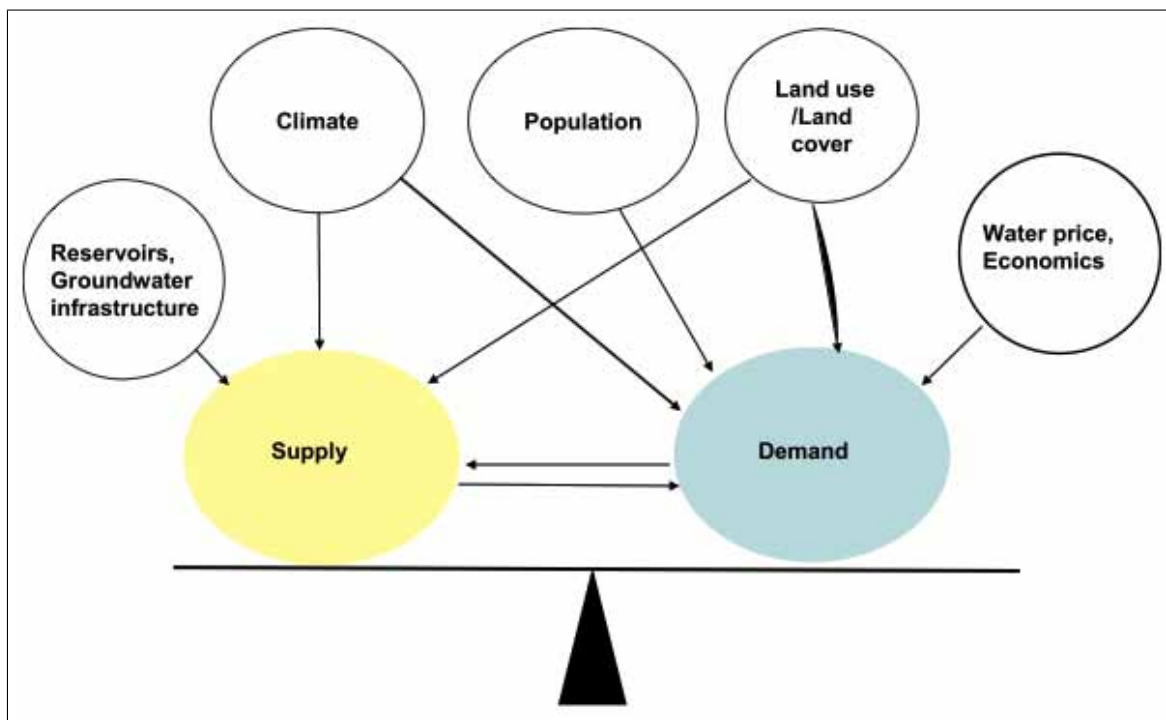 Climate
Population
Land use
/Land
cover
Reservoirs,
Groundwater
infrastructure
Water price,
Economics
Supply
Demand